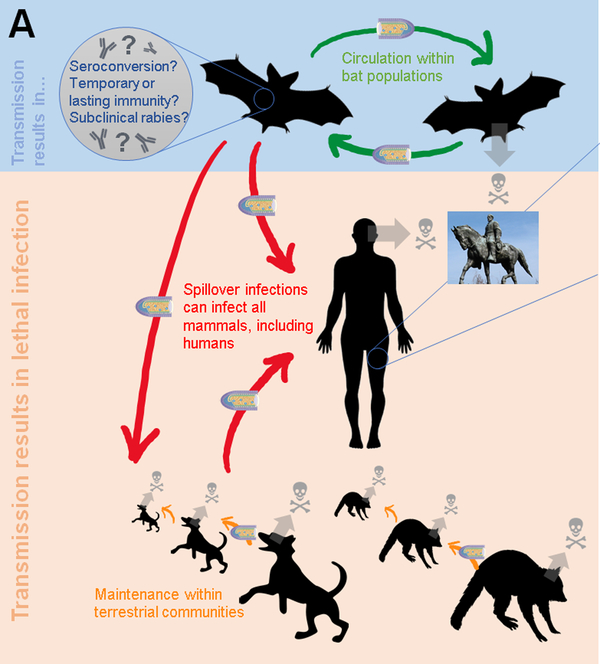 A
Transmission
results in...
? 
Seroconversion?
Temporary or
lasting immunity?
Subclinical rabies?
?
Circulation within
bat populations
Transmission results in lethal infection
Spillover infections
can infect all
mammals, including
humans
Maintenance within
terrestrial communities